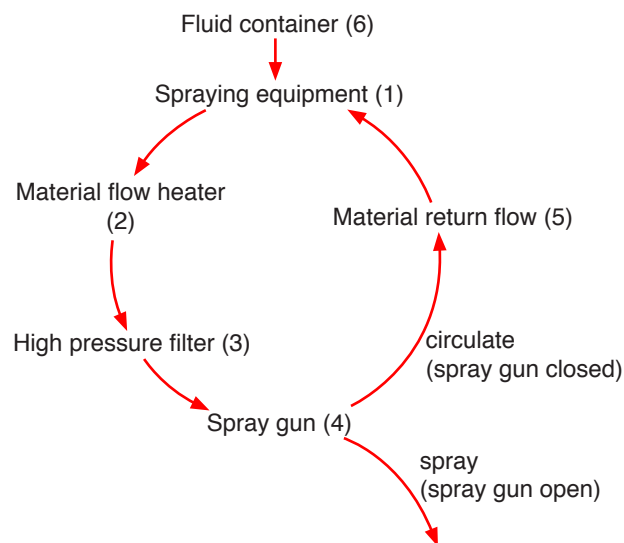 Fluid container (6)
Spraying equipment (1)
Material flow heater
(2)
Material return flow (5)
High pressure filter (3)
circulate
(spray gun closed)
Spray gun (4)
spray
(spray gun open)